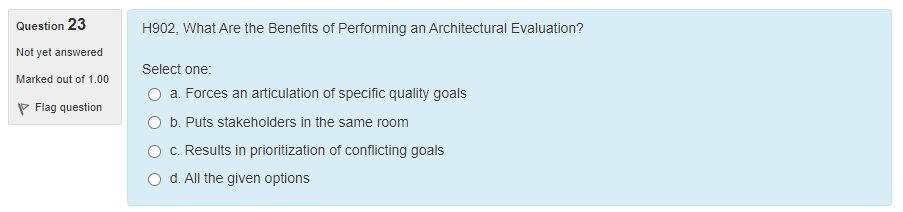 Question 23
Not yet answered
Marked out of 1.00
Flag question
H902, What Are the Benefits of Performing an Architectural Evaluation?
Select one:
a. Forces an articulation of specific quality goals
b. Puts stakeholders in the same room
c. Results in prioritization of conflicting goals
d. All the given options